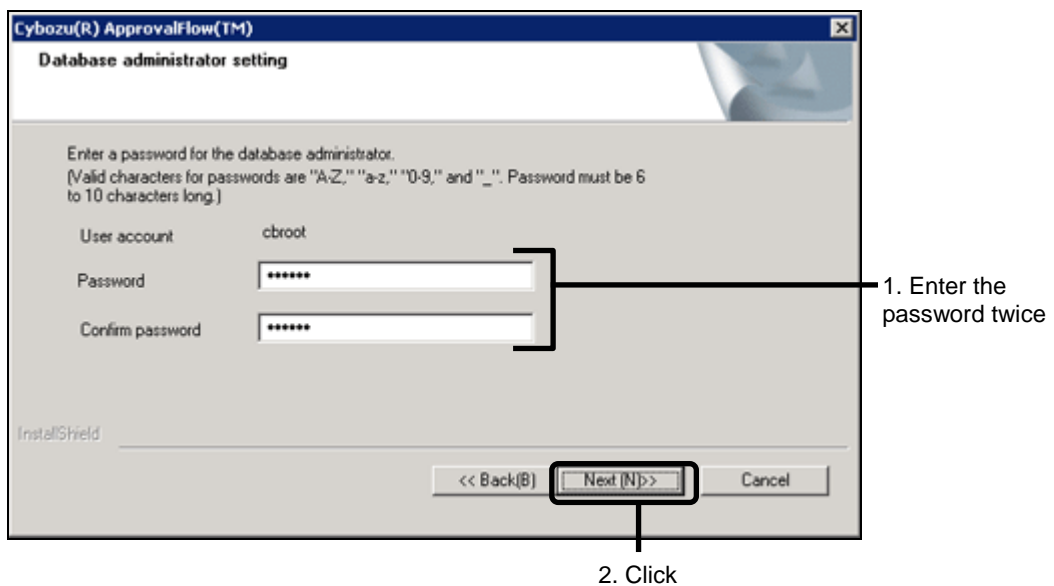 Cybozu(R) ApprovalFlow(TM)
Database administrator setting
Enter a password for the database administrator.
(Valid characters for passwords are "A-Z," "a-z," "0-9," and "_". Password must be 6
to 10 characters long.)
User account cbroot
Password ••••••
Confirm password ••••••
1. Enter the
password twice
InstallShield
<< Back(B) Next (N)>> Cancel
2. Click